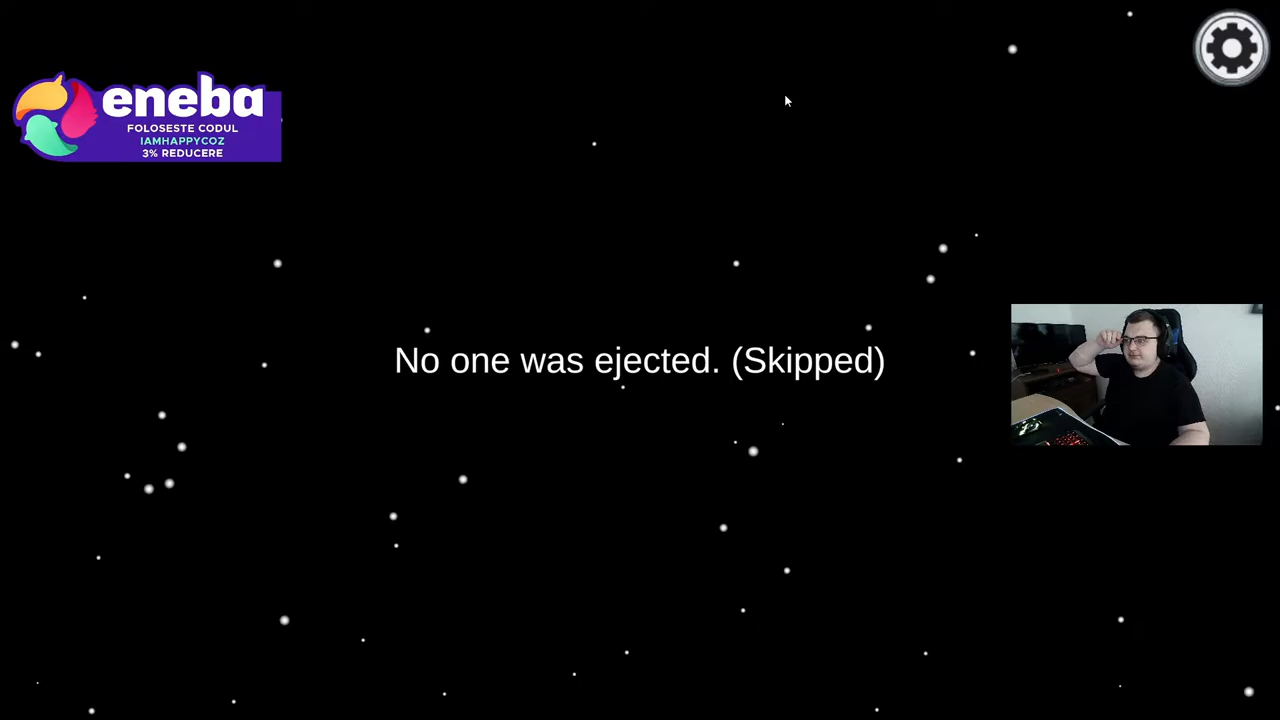 eneba
FOLOSESTE CODUL
IAMHAPPYCOZ
3% REDUCERE
No one was ejected. (Skipped)